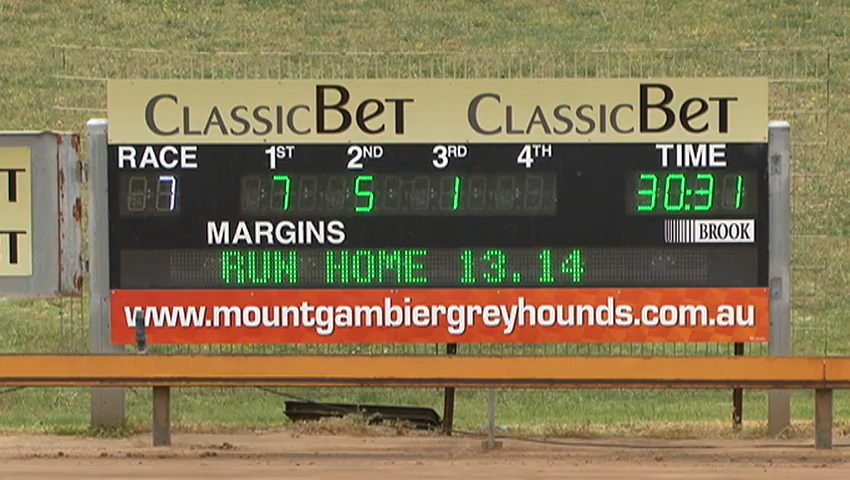 CLASSICBET CLASSICBET
RACE 1ST 2ND 3RD 4TH TIME
7 7 5 1 30:31
MARGINS BROOK
RUN HOME 13.14
www.mountgambiergreyhounds.com.au
T
T